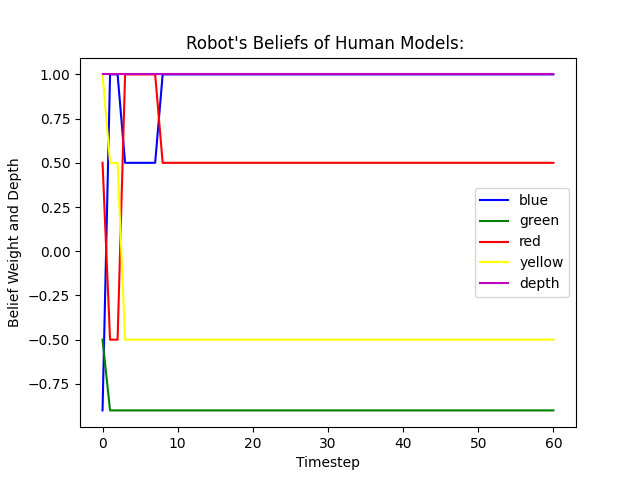 Robot's Beliefs of Human Models:
Belief Weight and Depth
1.00
0.75
0.50
0.25
0.00
−0.25
−0.50
−0.75
blue
green
red
yellow
depth
0 10 20 30 40 50 60
Timestep